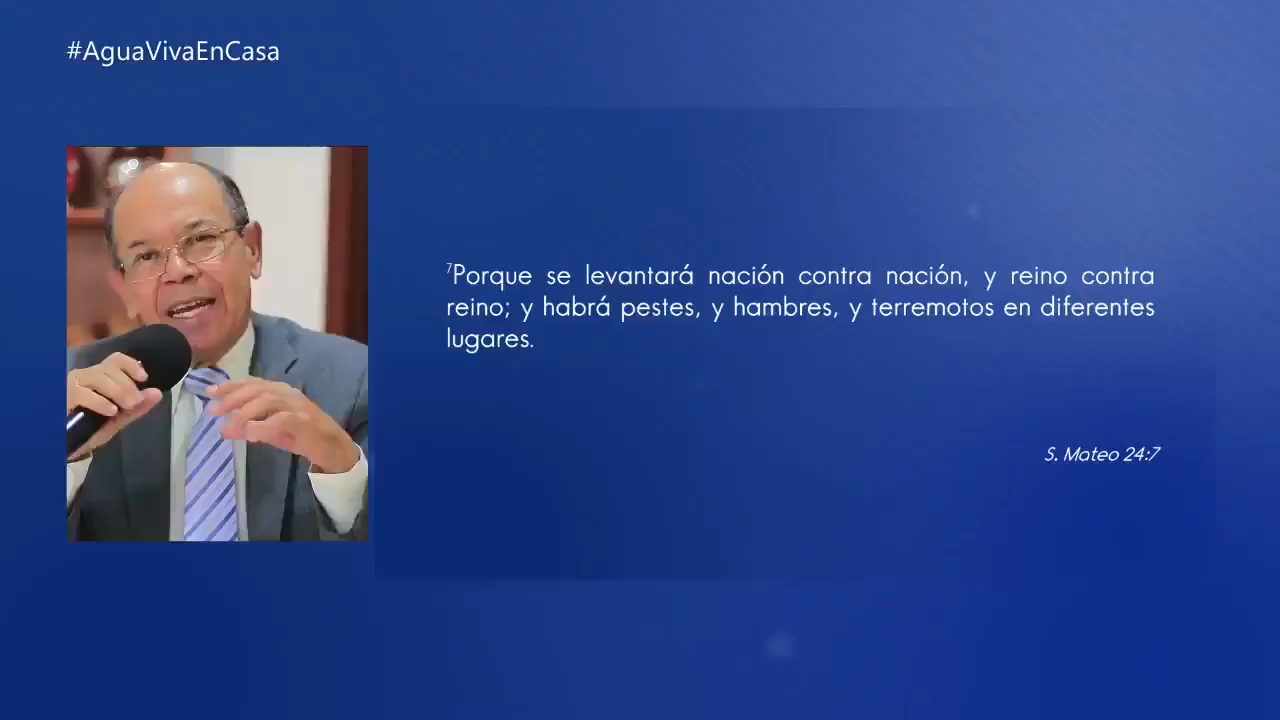 #AguaVivaEnCasa
⁷Porque se levantará nación contra nación, y reino contra
reino; y habrá pestes, y hambres, y terremotos en diferentes
lugares.
S. Mateo 24:7